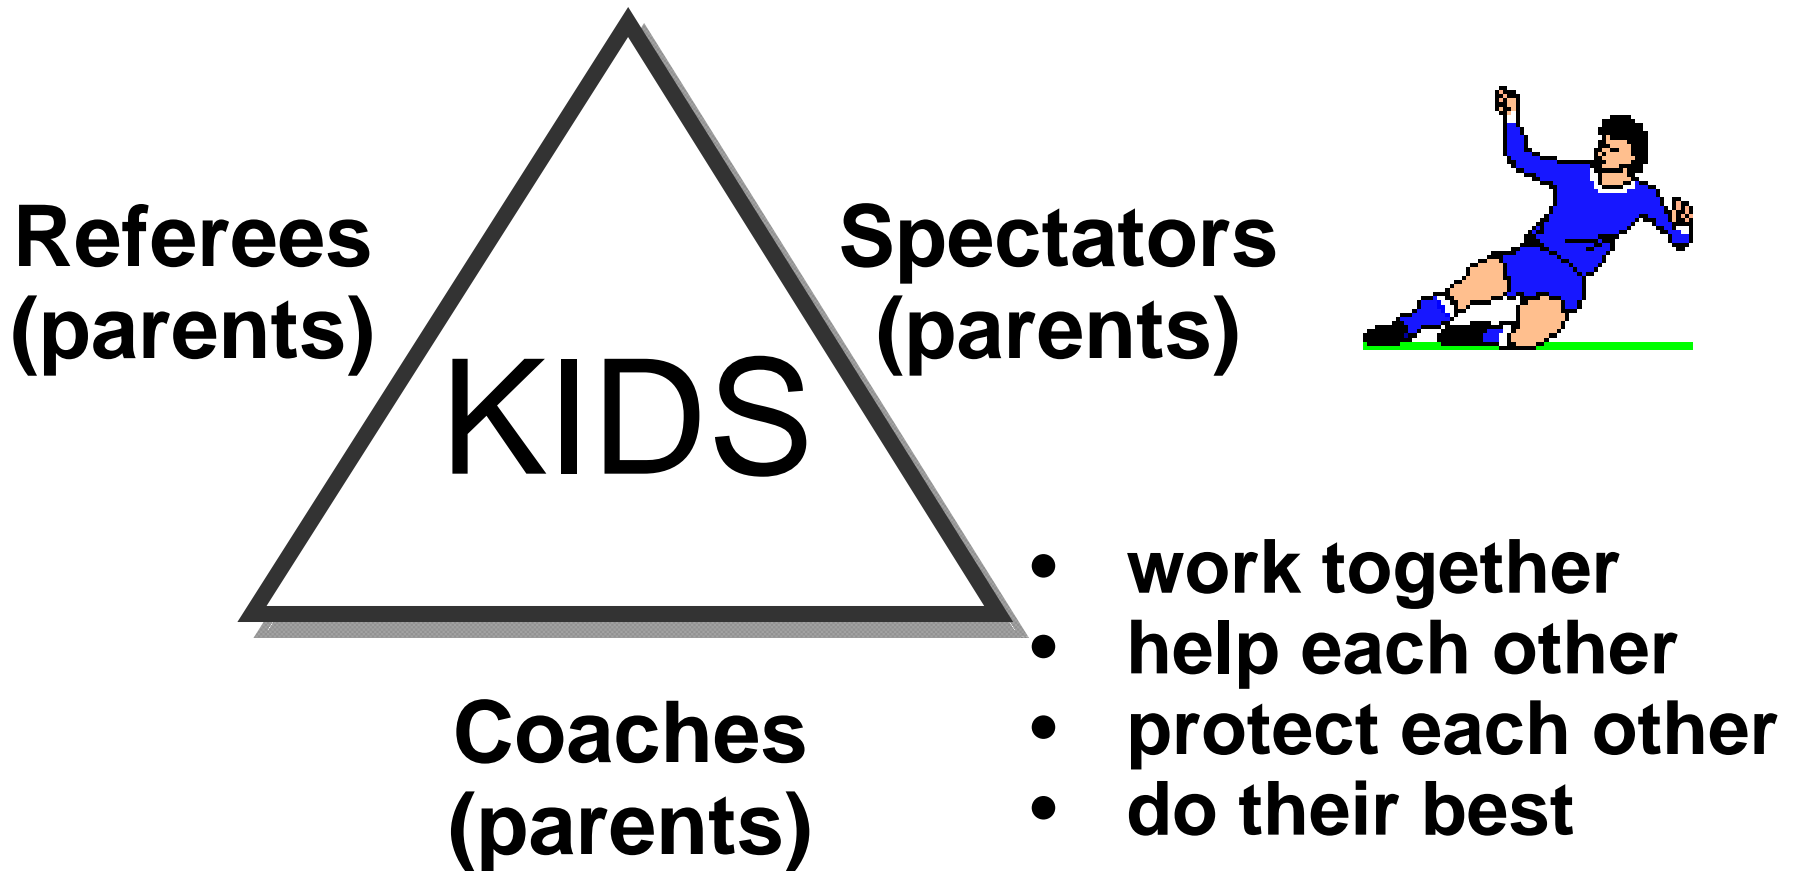 Referees
(parents)
Spectators
(parents)
KIDS
Coaches
(parents)
• work together
• help each other
• protect each other
• do their best